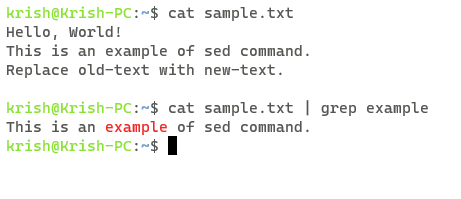 krish@Krish-PC:~$ cat sample.txt
Hello, World!
This is an example of sed command.
Replace old-text with new-text.

krish@Krish-PC:~$ cat sample.txt | grep example
This is an example of sed command.
krish@Krish-PC:~$